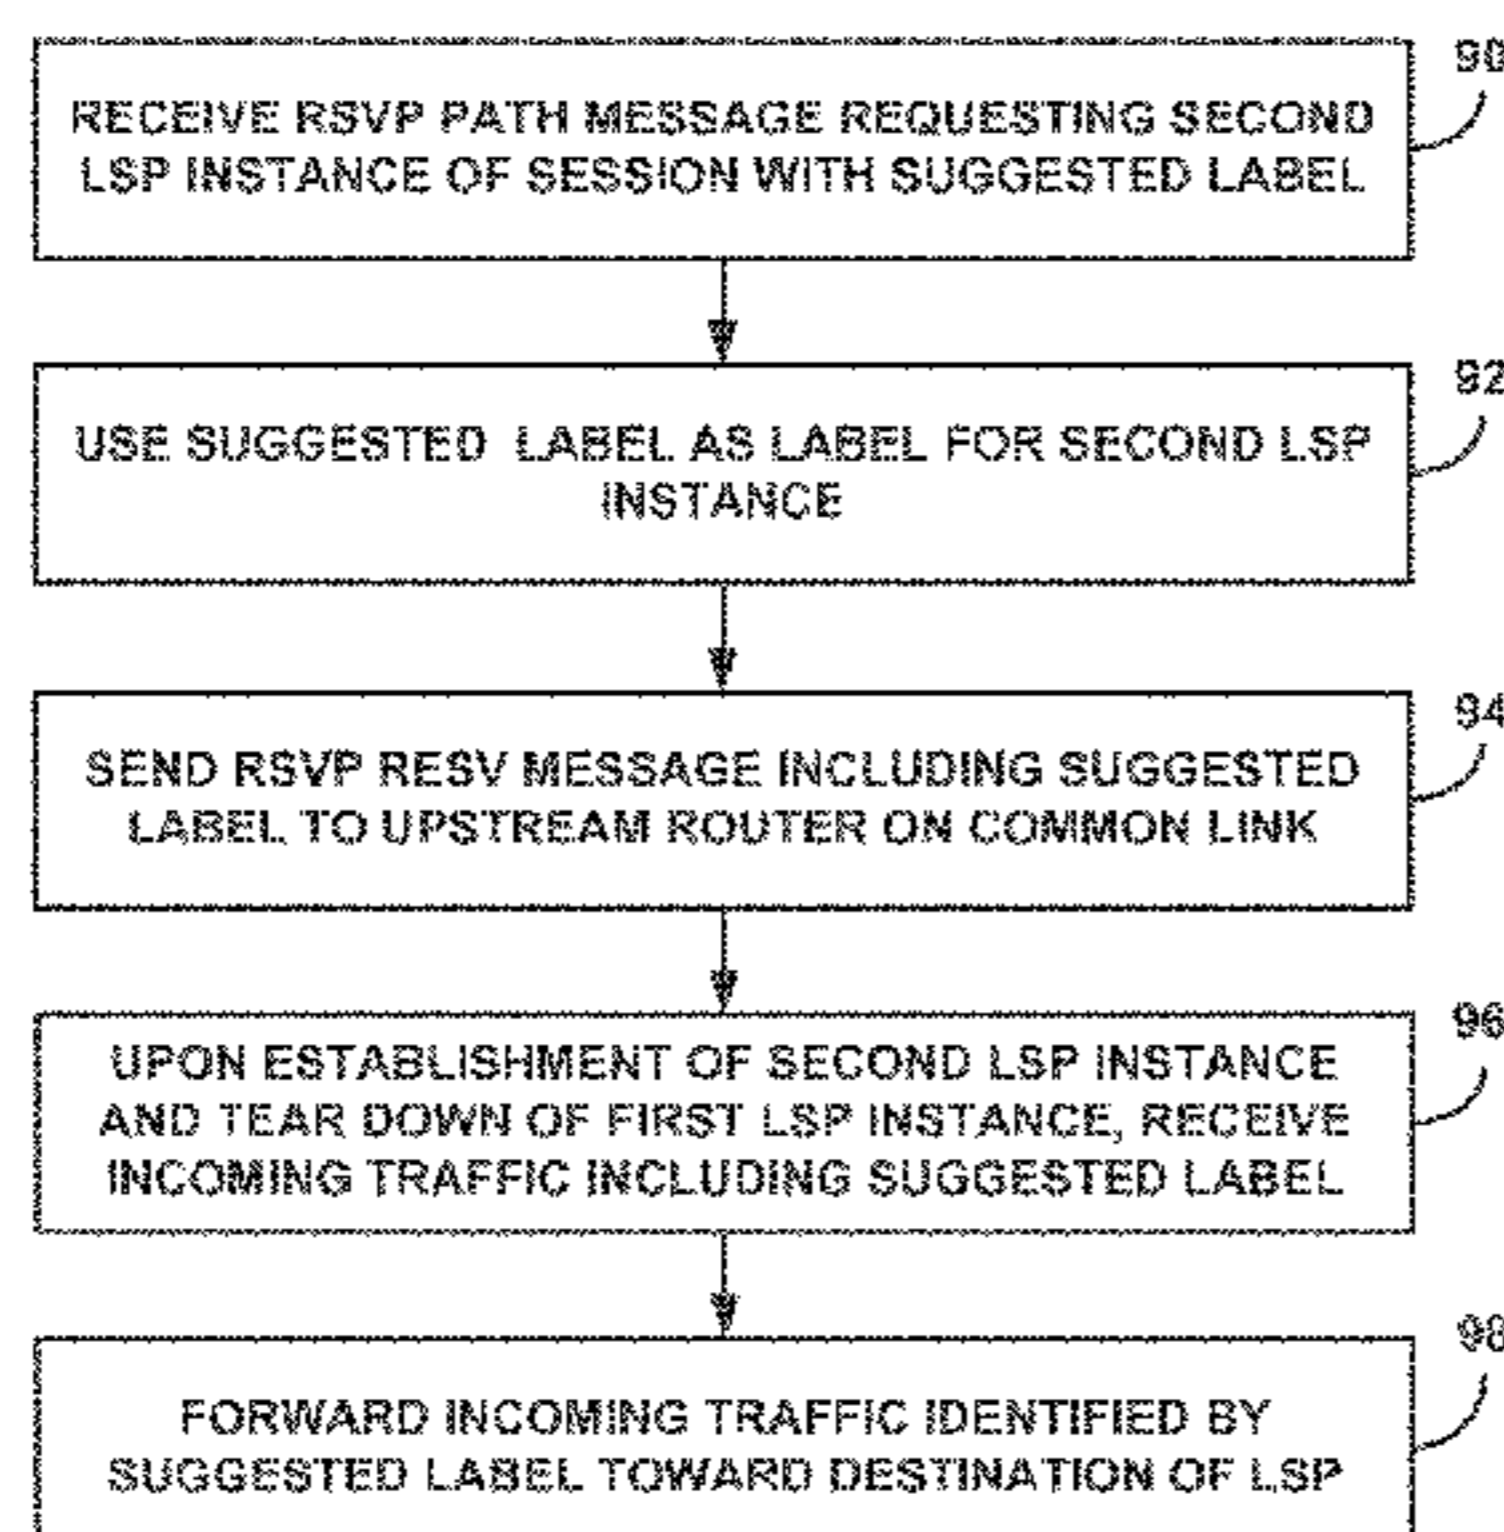 90
RECEIVE RSVP PATH MESSAGE REQUESTING SECOND
LSP INSTANCE OF SESSION WITH SUGGESTED LABEL
92
USE SUGGESTED LABEL AS LABEL FOR SECOND LSP
INSTANCE
94
SEND RSVP RESV MESSAGE INCLUDING SUGGESTED
LABEL TO UPSTREAM ROUTER ON COMMON LINK
96
UPON ESTABLISHMENT OF SECOND LSP INSTANCE
AND TEAR DOWN OF FIRST LSP INSTANCE, RECEIVE
INCOMING TRAFFIC INCLUDING SUGGESTED LABEL
98
FORWARD INCOMING TRAFFIC IDENTIFIED BY
SUGGESTED LABEL TOWARD DESTINATION OF LSP